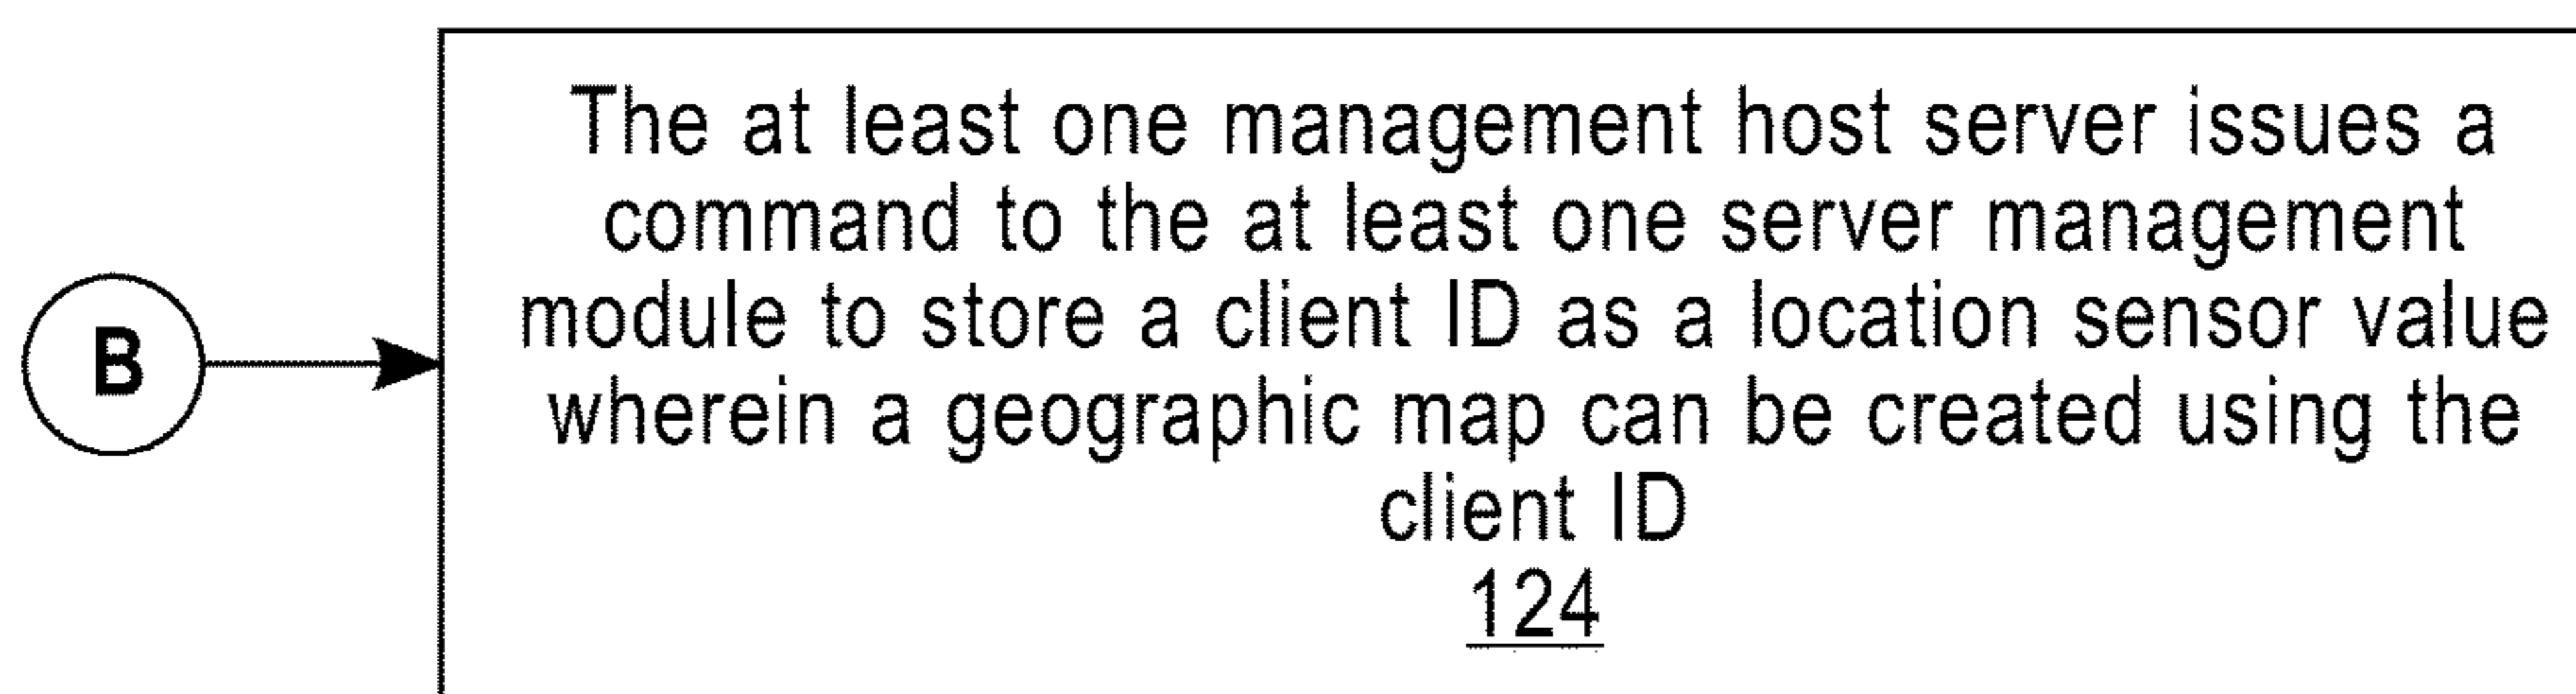 The at least one management host server issues a
command to the at least one server management
module to store a client ID as a location sensor value
wherein a geographic map can be created using the
client ID
124
B